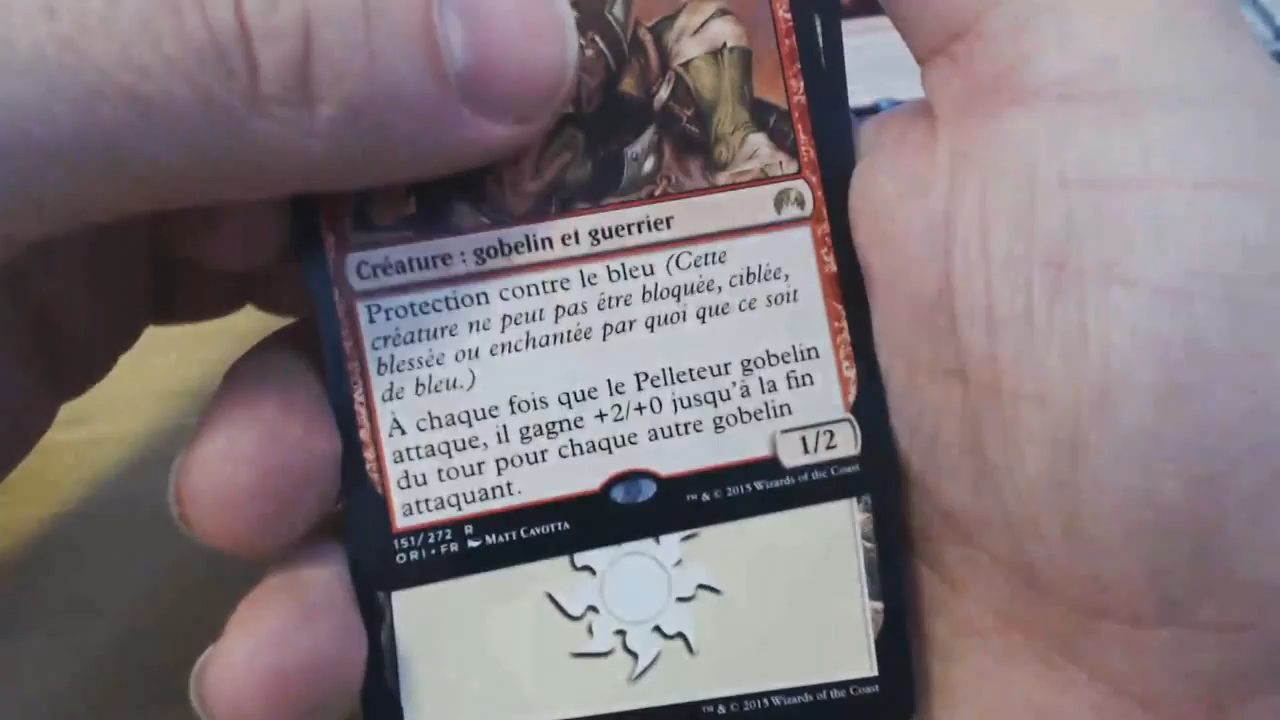 Créature : gobelin et guerrier
Protection contre le bleu (Cette
créature ne peut pas être bloquée, ciblée,
blessée ou enchantée par quoi que ce soit
de bleu.)
À chaque fois que le Pelleteur gobelin
attaque, il gagne +2/+0 jusqu'à la fin
du tour pour chaque autre gobelin
attaquant.
1/2
™ & © 2015 Wizards of the Coast
151/272 R
ORI • FR MATT CAVOTTA
™ & © 2015 Wizards of the Coast